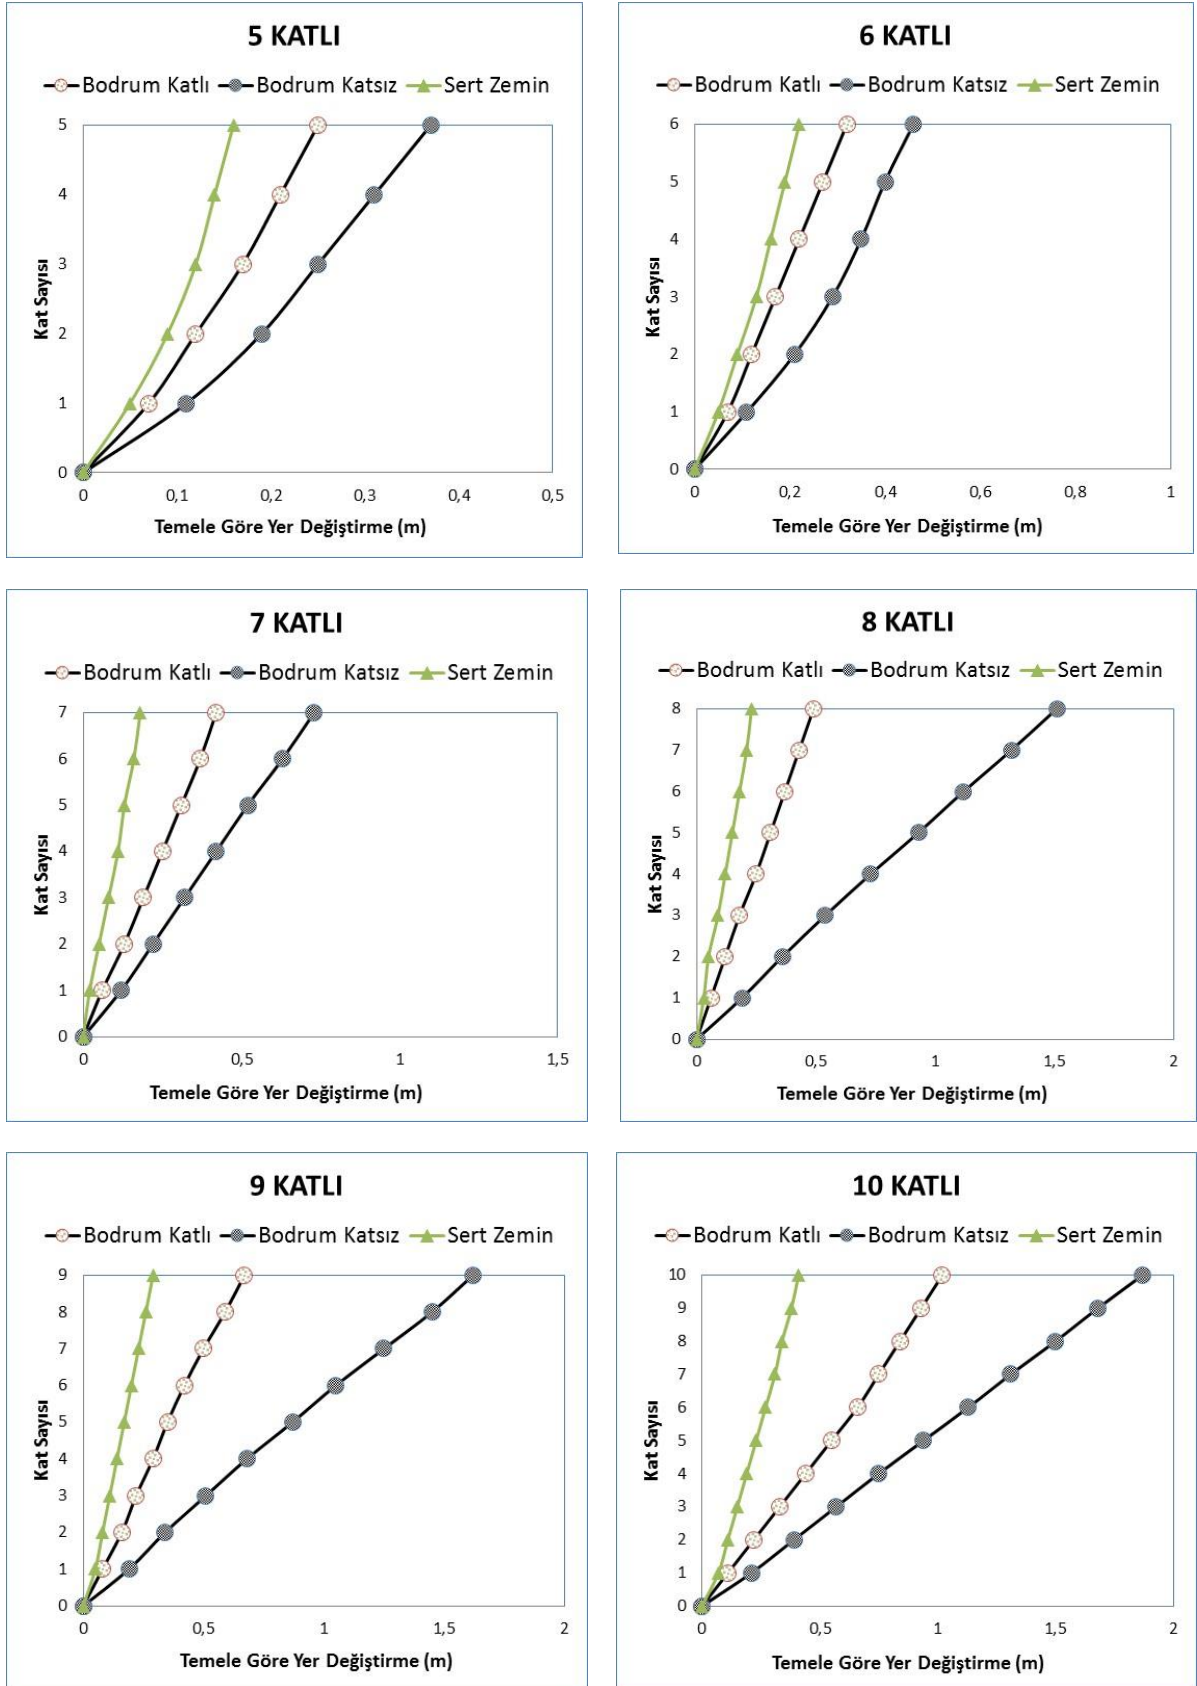 5 KATLI
Bodrum Katlı Bodrum Katsız Sert Zemin
5
4
3
2
1
0
Kat Sayısı
0 0,1 0,2 0,3 0,4 0,5
Temele Göre Yer Değiştirme (m)
6 KATLI
Bodrum Katlı Bodrum Katsız Sert Zemin
6
5
4
3
2
1
0
Kat Sayısı
0 0,2 0,4 0,6 0,8 1
Temele Göre Yer Değiştirme (m)
7 KATLI
Bodrum Katlı Bodrum Katsız Sert Zemin
7
6
5
4
3
2
1
0
Kat Sayısı
0 0,5 1 1,5
Temele Göre Yer Değiştirme (m)
8 KATLI
Bodrum Katlı Bodrum Katsız Sert Zemin
8
7
6
5
4
3
2
1
0
Kat Sayısı
0 0,5 1 1,5 2
Temele Göre Yer Değiştirme (m)
9 KATLI
Bodrum Katlı Bodrum Katsız Sert Zemin
9
8
7
6
5
4
3
2
1
0
Kat Sayısı
0 0,5 1 1,5 2
Temele Göre Yer Değiştirme (m)
10 KATLI
Bodrum Katlı Bodrum Katsız Sert Zemin
10
9
8
7
6
5
4
3
2
1
0
Kat Sayısı
0 0,5 1 1,5 2
Temele Göre Yer Değiştirme (m)